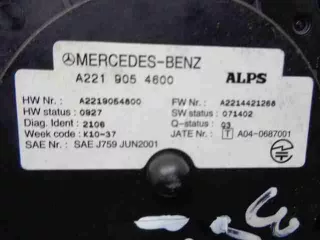 MERCEDES-BENZ
A221 905 4600
ALPS
HW Nr. : A2219054600 FW Nr. : A2214421268
HW status : 0927 SW status : 071402
Diag. Ident : 2106 Q-status : 03
Week code : K10-37 JATE Nr. : T A04-0687001
SAE Nr. : SAE J759 JUN2001